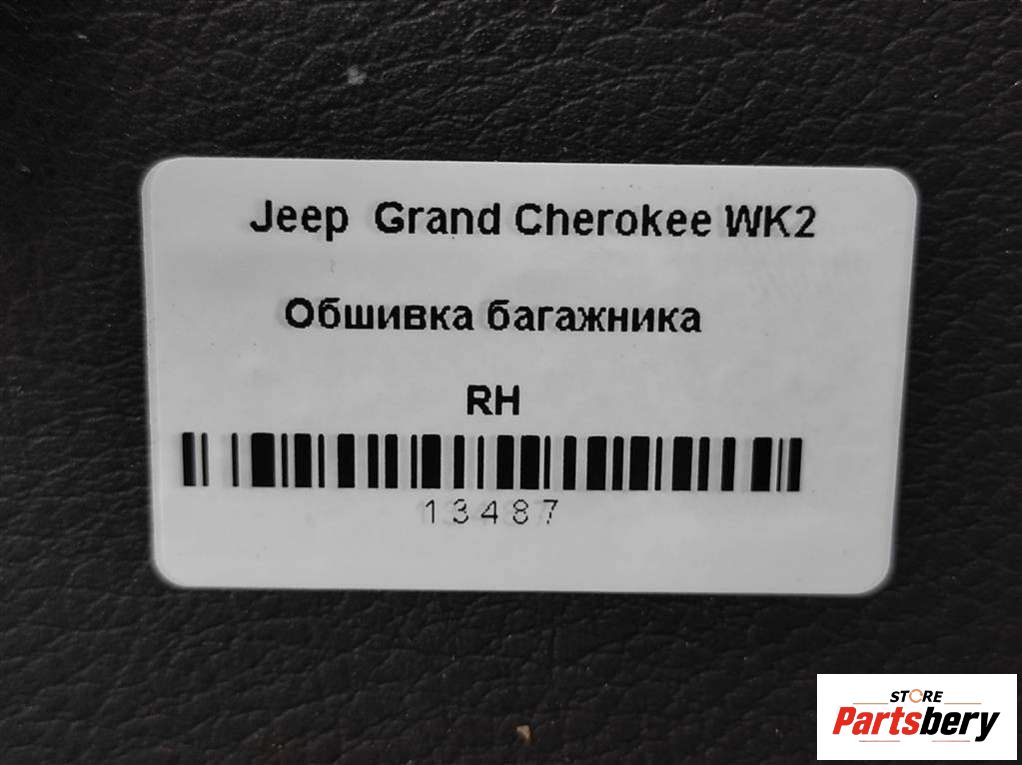 Jeep Grand Cherokee WK2
Обшивка багажника
RH
13487
STORE
Partsbery